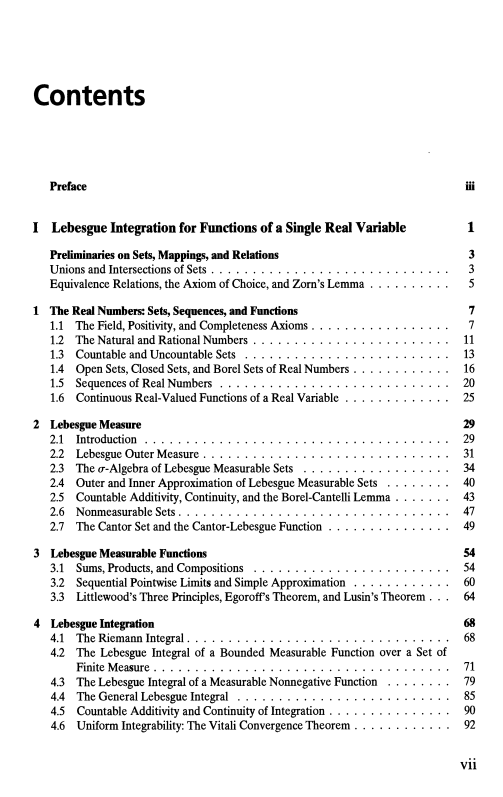 Contents
Preface iii
I Lebesgue Integration for Functions of a Single Real Variable 1
Preliminaries on Sets, Mappings, and Relations 3
Unions and Intersections of Sets . . . . . . . . . . . . . . . . . . . . . . . . . . . . . 3
Equivalence Relations, the Axiom of Choice, and Zorn's Lemma . . . . . . . . . . 5
1 The Real Numbers: Sets, Sequences, and Functions 7
1.1 The Field, Positivity, and Completeness Axioms . . . . . . . . . . . . . . . . . 7
1.2 The Natural and Rational Numbers . . . . . . . . . . . . . . . . . . . . . . . . 11
1.3 Countable and Uncountable Sets . . . . . . . . . . . . . . . . . . . . . . . . . 13
1.4 Open Sets, Closed Sets, and Borel Sets of Real Numbers . . . . . . . . . . . . 16
1.5 Sequences of Real Numbers . . . . . . . . . . . . . . . . . . . . . . . . . . . . 20
1.6 Continuous Real-Valued Functions of a Real Variable . . . . . . . . . . . . . 25
2 Lebesgue Measure 29
2.1 Introduction . . . . . . . . . . . . . . . . . . . . . . . . . . . . . . . . . . . . . 29
2.2 Lebesgue Outer Measure . . . . . . . . . . . . . . . . . . . . . . . . . . . . . . 31
2.3 The σ-Algebra of Lebesgue Measurable Sets . . . . . . . . . . . . . . . . . . 34
2.4 Outer and Inner Approximation of Lebesgue Measurable Sets . . . . . . . . 40
2.5 Countable Additivity, Continuity, and the Borel-Cantelli Lemma . . . . . . . 43
2.6 Nonmeasurable Sets . . . . . . . . . . . . . . . . . . . . . . . . . . . . . . . . . 47
2.7 The Cantor Set and the Cantor-Lebesgue Function . . . . . . . . . . . . . . . 49
3 Lebesgue Measurable Functions 54
3.1 Sums, Products, and Compositions . . . . . . . . . . . . . . . . . . . . . . . . 54
3.2 Sequential Pointwise Limits and Simple Approximation . . . . . . . . . . . . 60
3.3 Littlewood's Three Principles, Egoroff's Theorem, and Lusin's Theorem . . . 64
4 Lebesgue Integration 68
4.1 The Riemann Integral . . . . . . . . . . . . . . . . . . . . . . . . . . . . . . . . 68
4.2 The Lebesgue Integral of a Bounded Measurable Function over a Set of
Finite Measure . . . . . . . . . . . . . . . . . . . . . . . . . . . . . . . . . . . . 71
4.3 The Lebesgue Integral of a Measurable Nonnegative Function . . . . . . . . 79
4.4 The General Lebesgue Integral . . . . . . . . . . . . . . . . . . . . . . . . . . 85
4.5 Countable Additivity and Continuity of Integration . . . . . . . . . . . . . . . 90
4.6 Uniform Integrability: The Vitali Convergence Theorem . . . . . . . . . . . . 92
vii